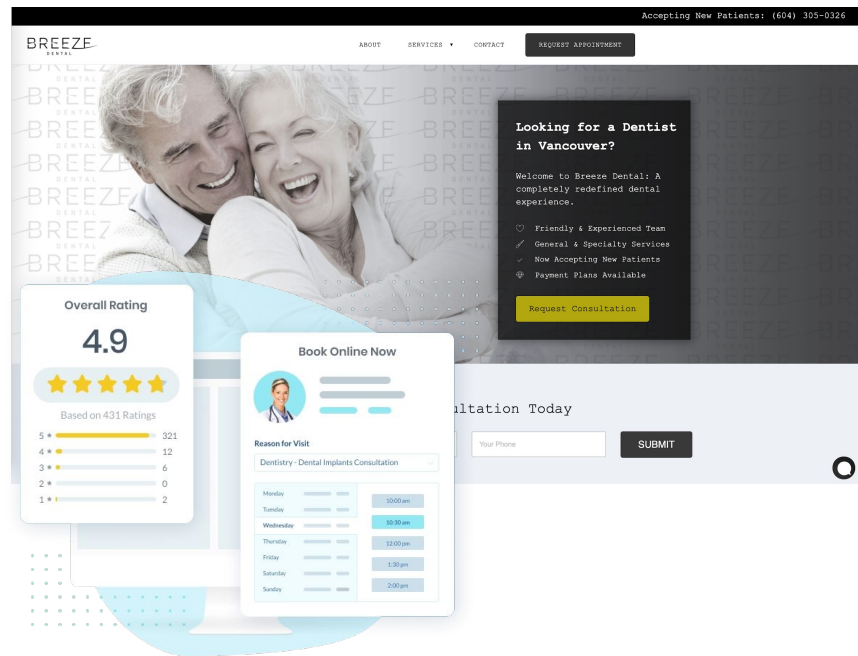 Accepting New Patients: (604) 305-0326
BREEZE
DENTAL
ABOUT
SERVICES
CONTACT
REQUEST APPOINTMENT
Looking for a Dentist
in Vancouver?
Welcome to Breeze Dental: A
completely redefined dental
experience.
Friendly & Experienced Team
General & Specialty Services
Now Accepting New Patients
Payment Plans Available
Request Consultation
Overall Rating
4.9
Based on 431 Ratings
5 ★ 321
4 ★ 12
3 ★ 6
2 ★ 0
1 ★ 2
Book Online Now
Reason for Visit
Dentistry - Dental Implants Consultation
Monday
Tuesday
Wednesday
Thursday
Friday
Saturday
Sunday
10:00 am
10:30 am
12:00 pm
1:30 pm
2:00 pm
Today
Your Phone
SUBMIT